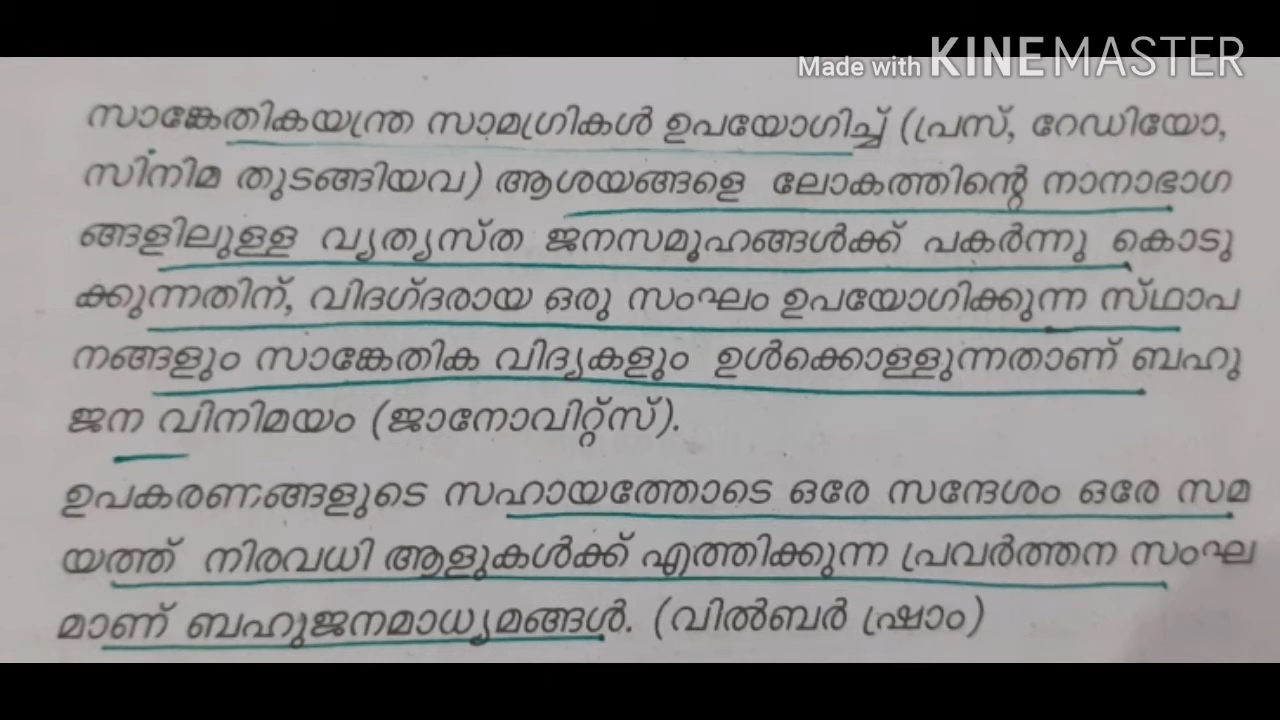 Made with KINEMASTER
സാങ്കേതികയന്ത്ര സാമഗ്രികൾ ഉപയോഗിച്ച് (പ്രസ്, റേഡിയോ,
സിനിമ തുടങ്ങിയവ) ആശയങ്ങളെ ലോകത്തിന്റെ നാനാഭാഗ
ങ്ങളിലുള്ള വ്യത്യസ്ത ജനസമൂഹങ്ങൾക്ക് പകർന്നു കൊടു
ക്കുന്നതിന്, വിദഗ്ദരായ ഒരു സംഘം ഉപയോഗിക്കുന്ന സ്ഥാപ
നങ്ങളും സാങ്കേതിക വിദ്യകളും ഉൾക്കൊള്ളുന്നതാണ് ബഹു
ജന വിനിമയം (ജാനോവിറ്റ്സ്).
ഉപകരണങ്ങളുടെ സഹായത്തോടെ ഒരേ സന്ദേശം ഒരേ സമ
യത്ത് നിരവധി ആളുകൾക്ക് എത്തിക്കുന്ന പ്രവർത്തന സംഘ
മാണ് ബഹുജനമാധ്യമങ്ങൾ. (വിൽബർ ഷ്രാം)